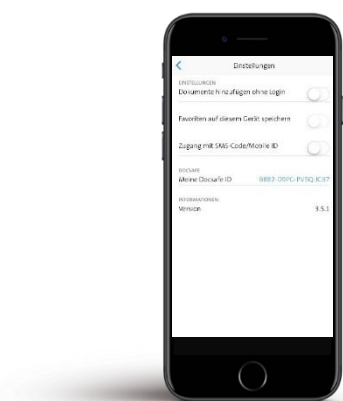 Einstellungen
EINSTELLUNGEN
Dokumente hinzufügen ohne Login
Favoriten auf diesem Gerät speichern
Zugang mit SMS-Code/Mobile ID
DOCSAFE
Meine Docsafe ID
INFORMATIONEN
Version 3.5.1